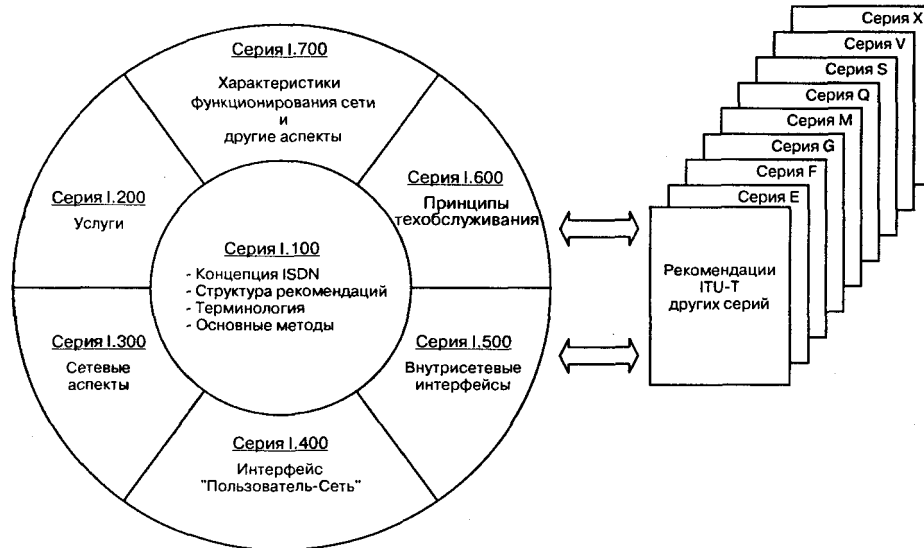 Серия I.700
Характеристики
функционирования сети
и
другие аспекты
Серия I.200
Услуги
Серия I.600
Принципы
техобслуживания
Серия I.100
- Концепция ISDN
- Структура рекомендаций
- Терминология
- Основные методы
Серия I.300
Сетевые
аспекты
Серия I.500
Внутрисетевые
интерфейсы
Серия I.400
Интерфейс
"Пользователь-Сеть"
Серия X
Серия V
Серия S
Серия Q
Серия M
Серия G
Серия F
Серия E
Рекомендации
ITU-T
других серий